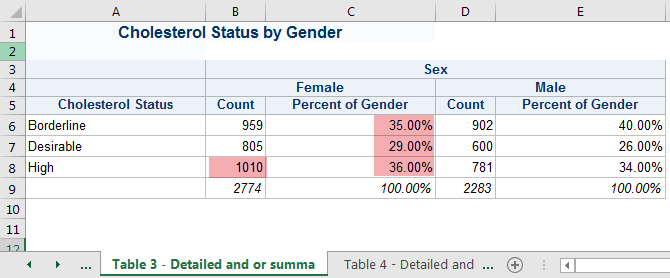 A B C D E
1 Cholesterol Status by Gender
2
3 Sex
4 Female Male
5 Cholesterol Status Count Percent of Gender Count Percent of Gender
6 Borderline 959 35.00% 902 40.00%
7 Desirable 805 29.00% 600 26.00%
8 High 1010 36.00% 781 34.00%
9 2774 100.00% 2283 100.00%
10
11
12
... Table 3 - Detailed and or summa Table 4 - Detailed and ...